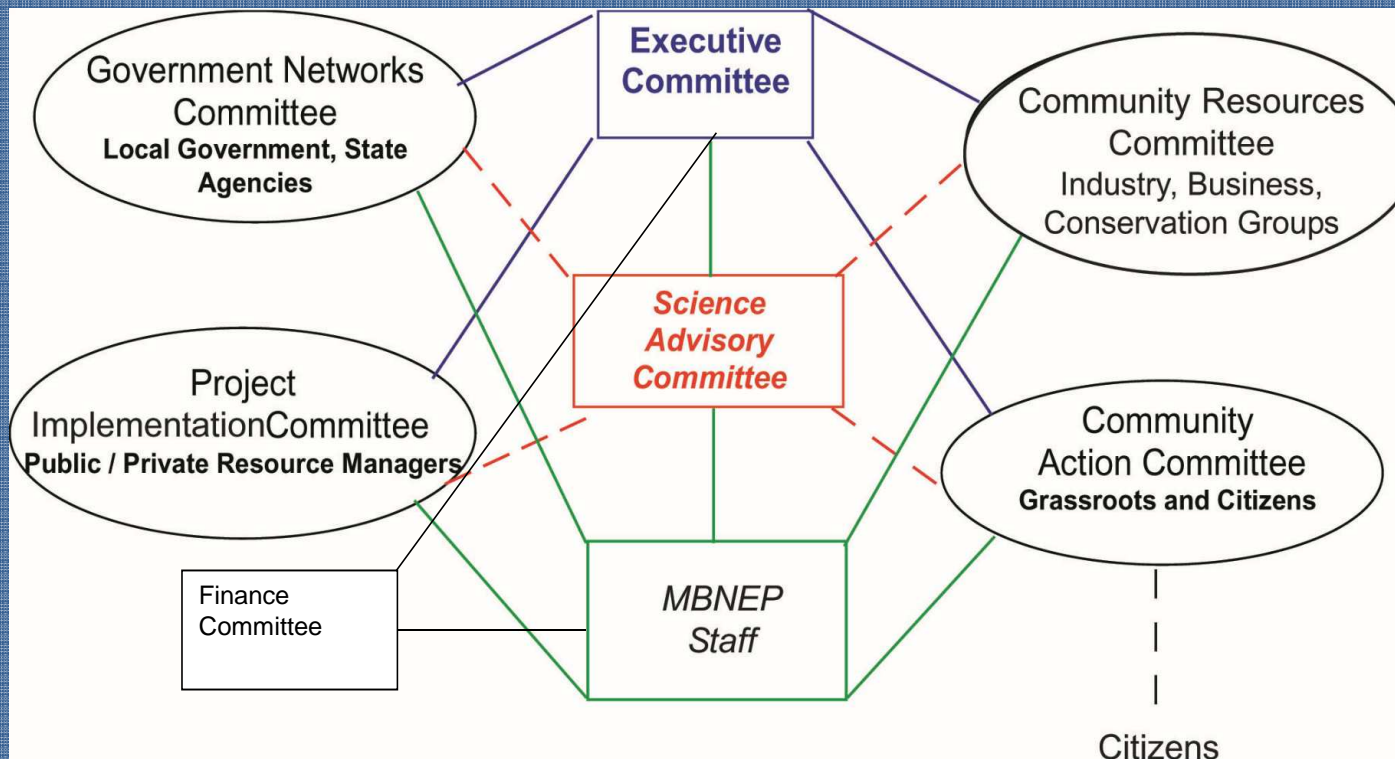 Government Networks
Committee
Local Government, State
Agencies
Executive
Committee
Community Resources
Committee
Industry, Business,
Conservation Groups
Science
Advisory
Committee
Project
ImplementationCommittee
Public / Private Resource Managers
Community
Action Committee
Grassroots and Citizens
Finance
Committee
MBNEP
Staff
Citizens